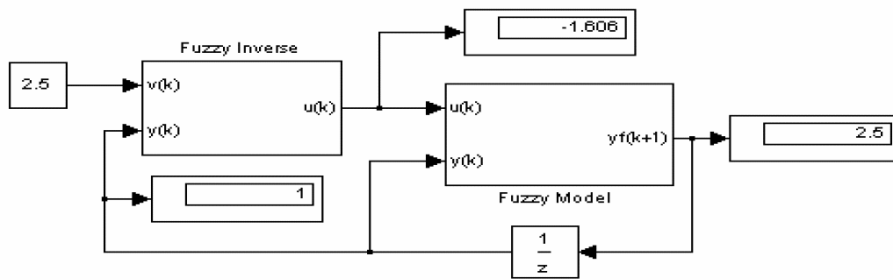 -1.606
Fuzzy Inverse
2.5
v(k)
u(k)
y(k)
u(k)
yf(k+1)
y(k)
2.5
1
Fuzzy Model
1
z